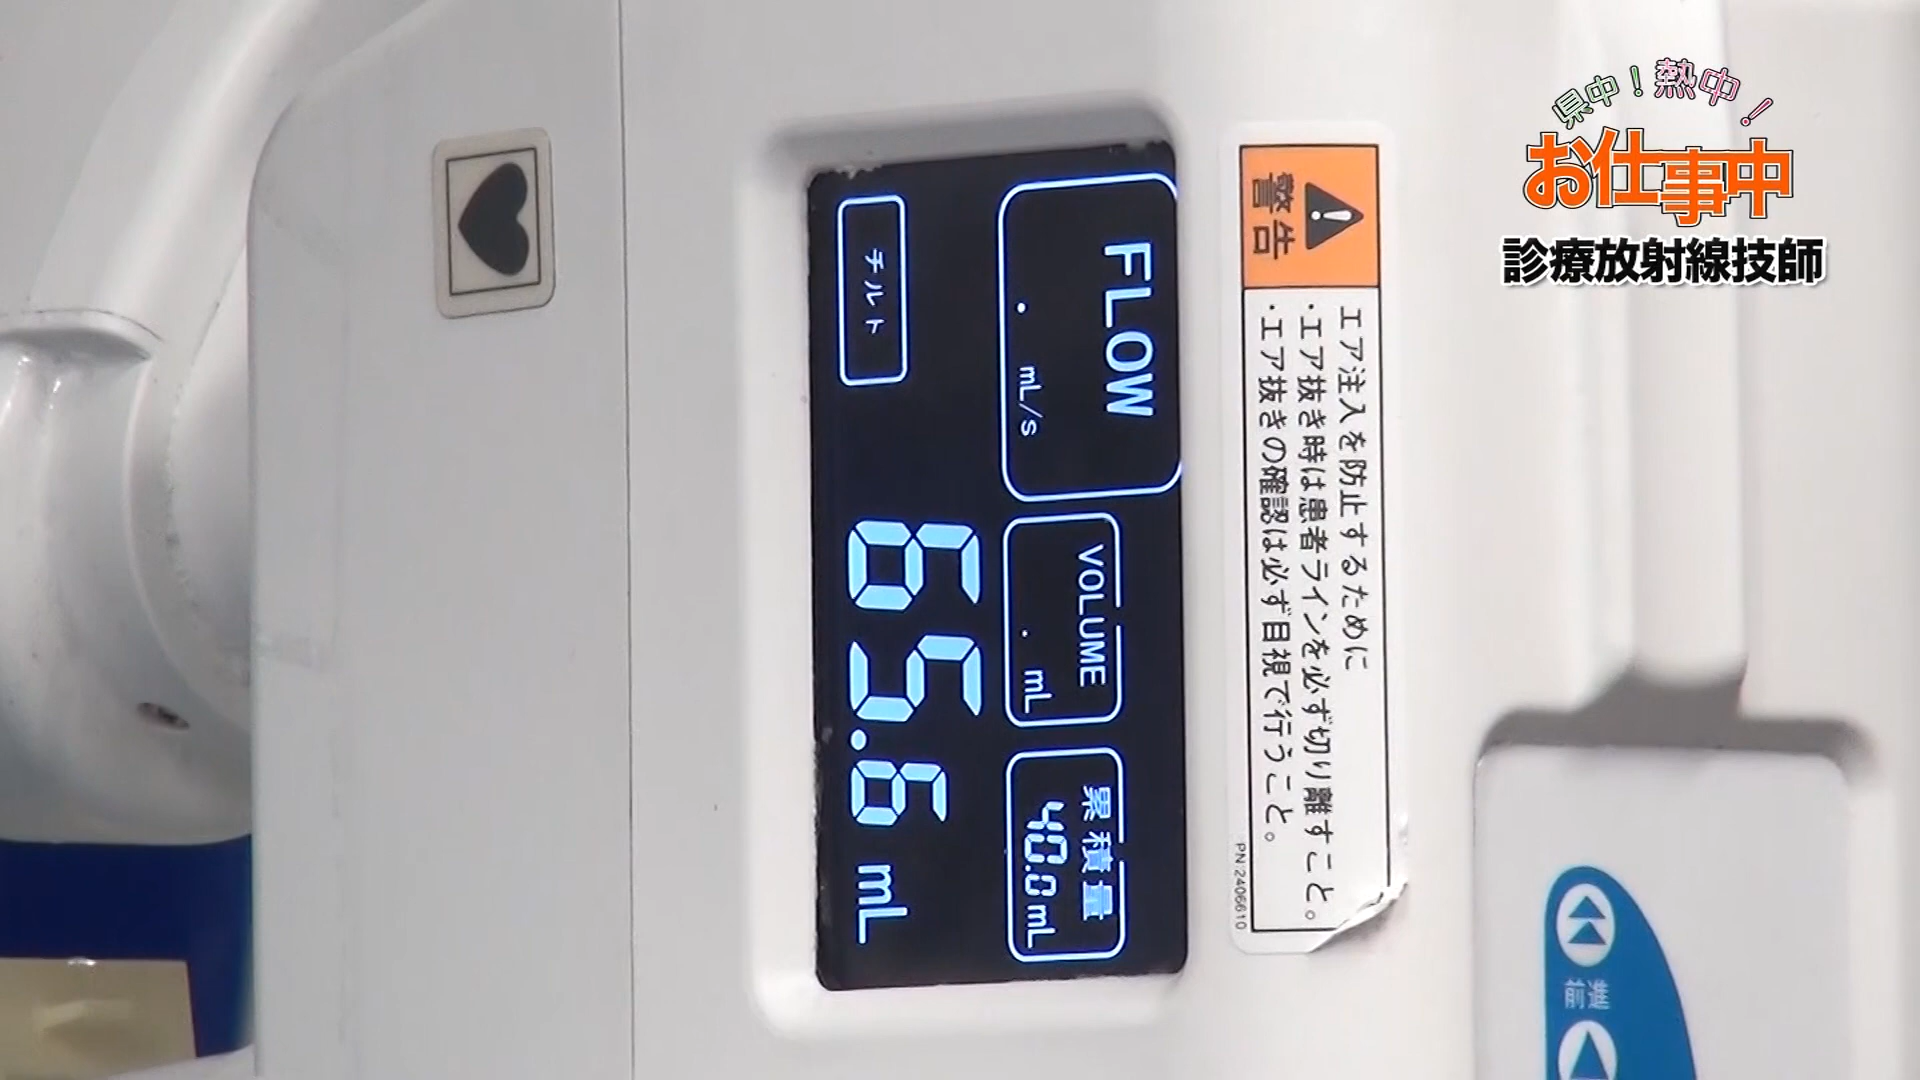 県中!熱中!
お仕事中
診療放射線技師
警告
エア注入を防止するために
・エア抜き時は患者ラインを必ず切り離すこと。
・エア抜きの確認は必ず目視で行うこと。
PN:2406610
FLOW
. mL/s
VOLUME
. mL
累積量
40.0 mL
チルト
65.6 mL
前進